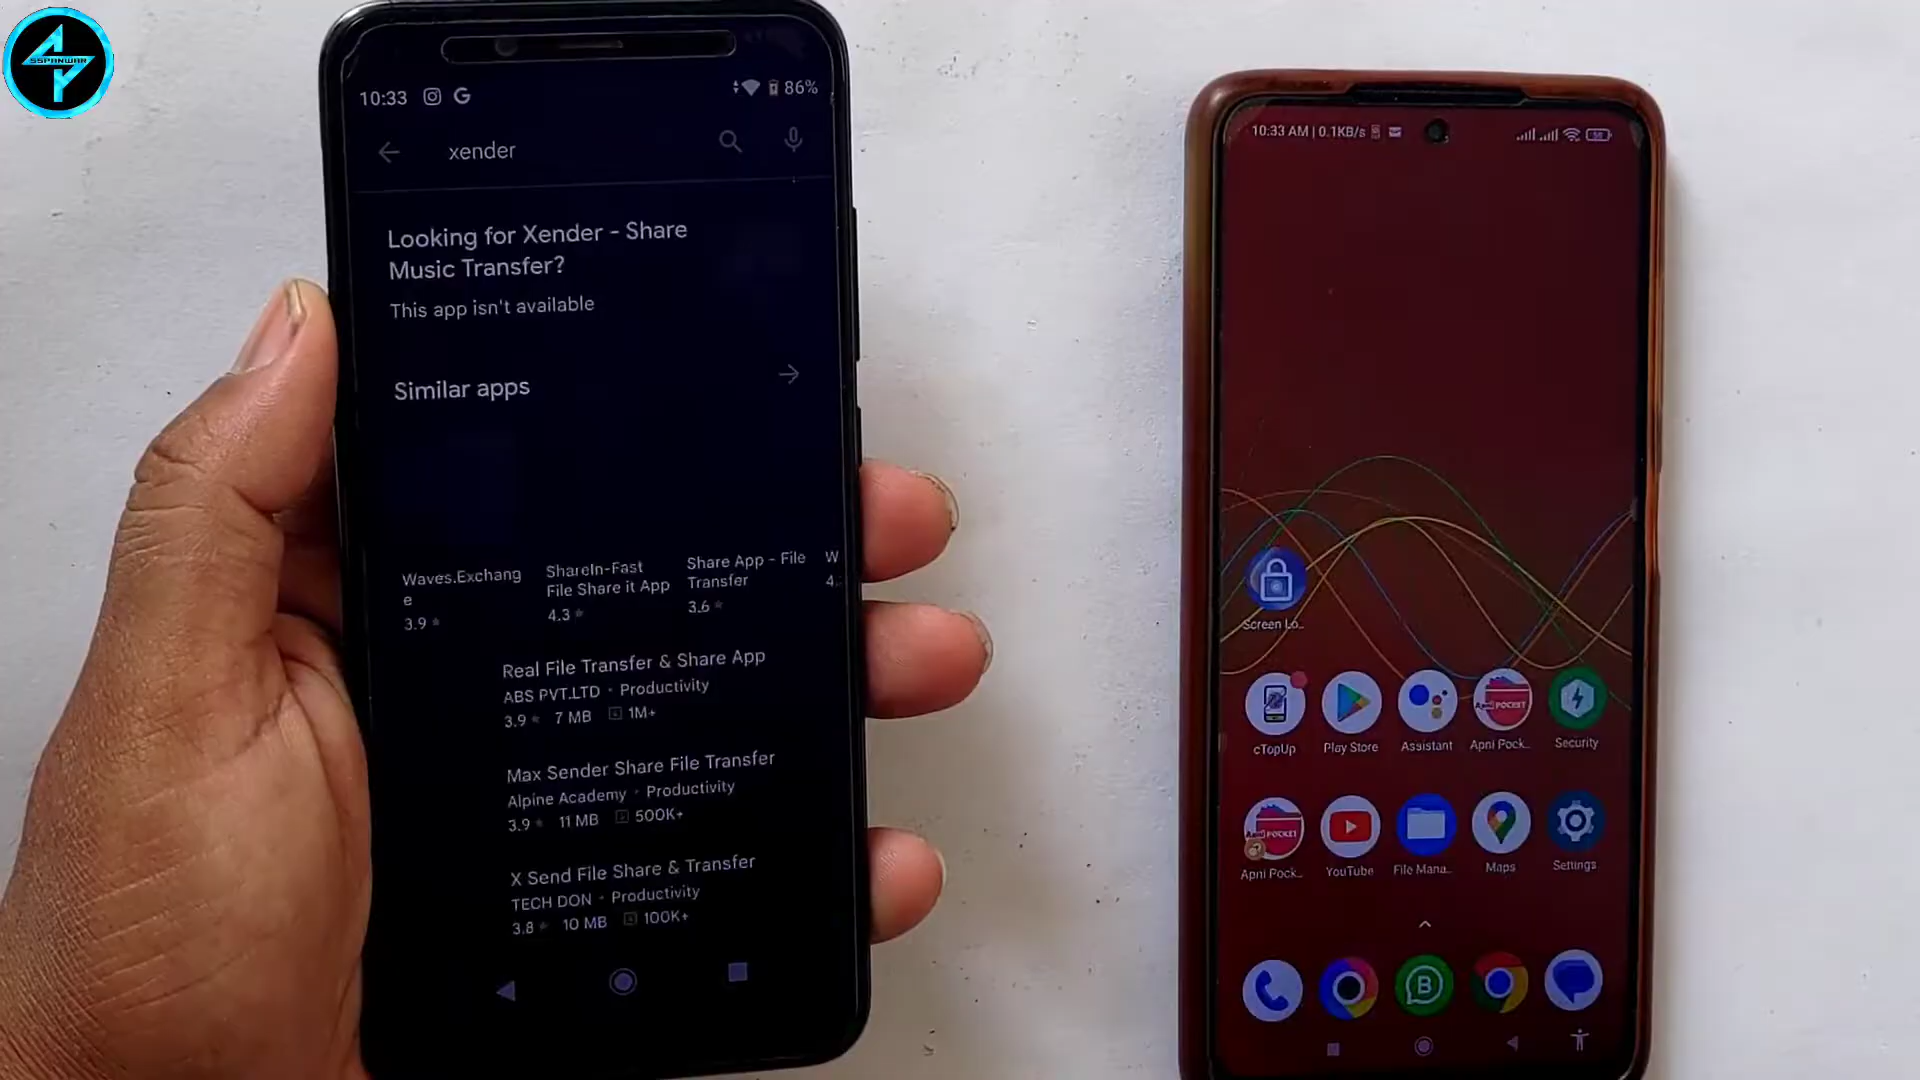 SSPANWAR
10:33
86%
xender
Looking for Xender - Share
Music Transfer?
This app isn't available
Similar apps
Waves.Exchang
e
3.9
ShareIn-Fast
File Share it App
4.3
Share App - File
Transfer
3.6
W
4.
Real File Transfer & Share App
ABS PVT.LTD · Productivity
3.9 7 MB 1M+
Max Sender Share File Transfer
Alpine Academy · Productivity
3.9 11 MB 500K+
X Send File Share & Transfer
TECH DON · Productivity
3.8 10 MB 100K+
10:33 AM | 0.1KB/s
Screen Lo...
cTopUp
Play Store
Assistant
Apni Pock...
Security
Apni Pock...
YouTube
File Mana...
Maps
Settings